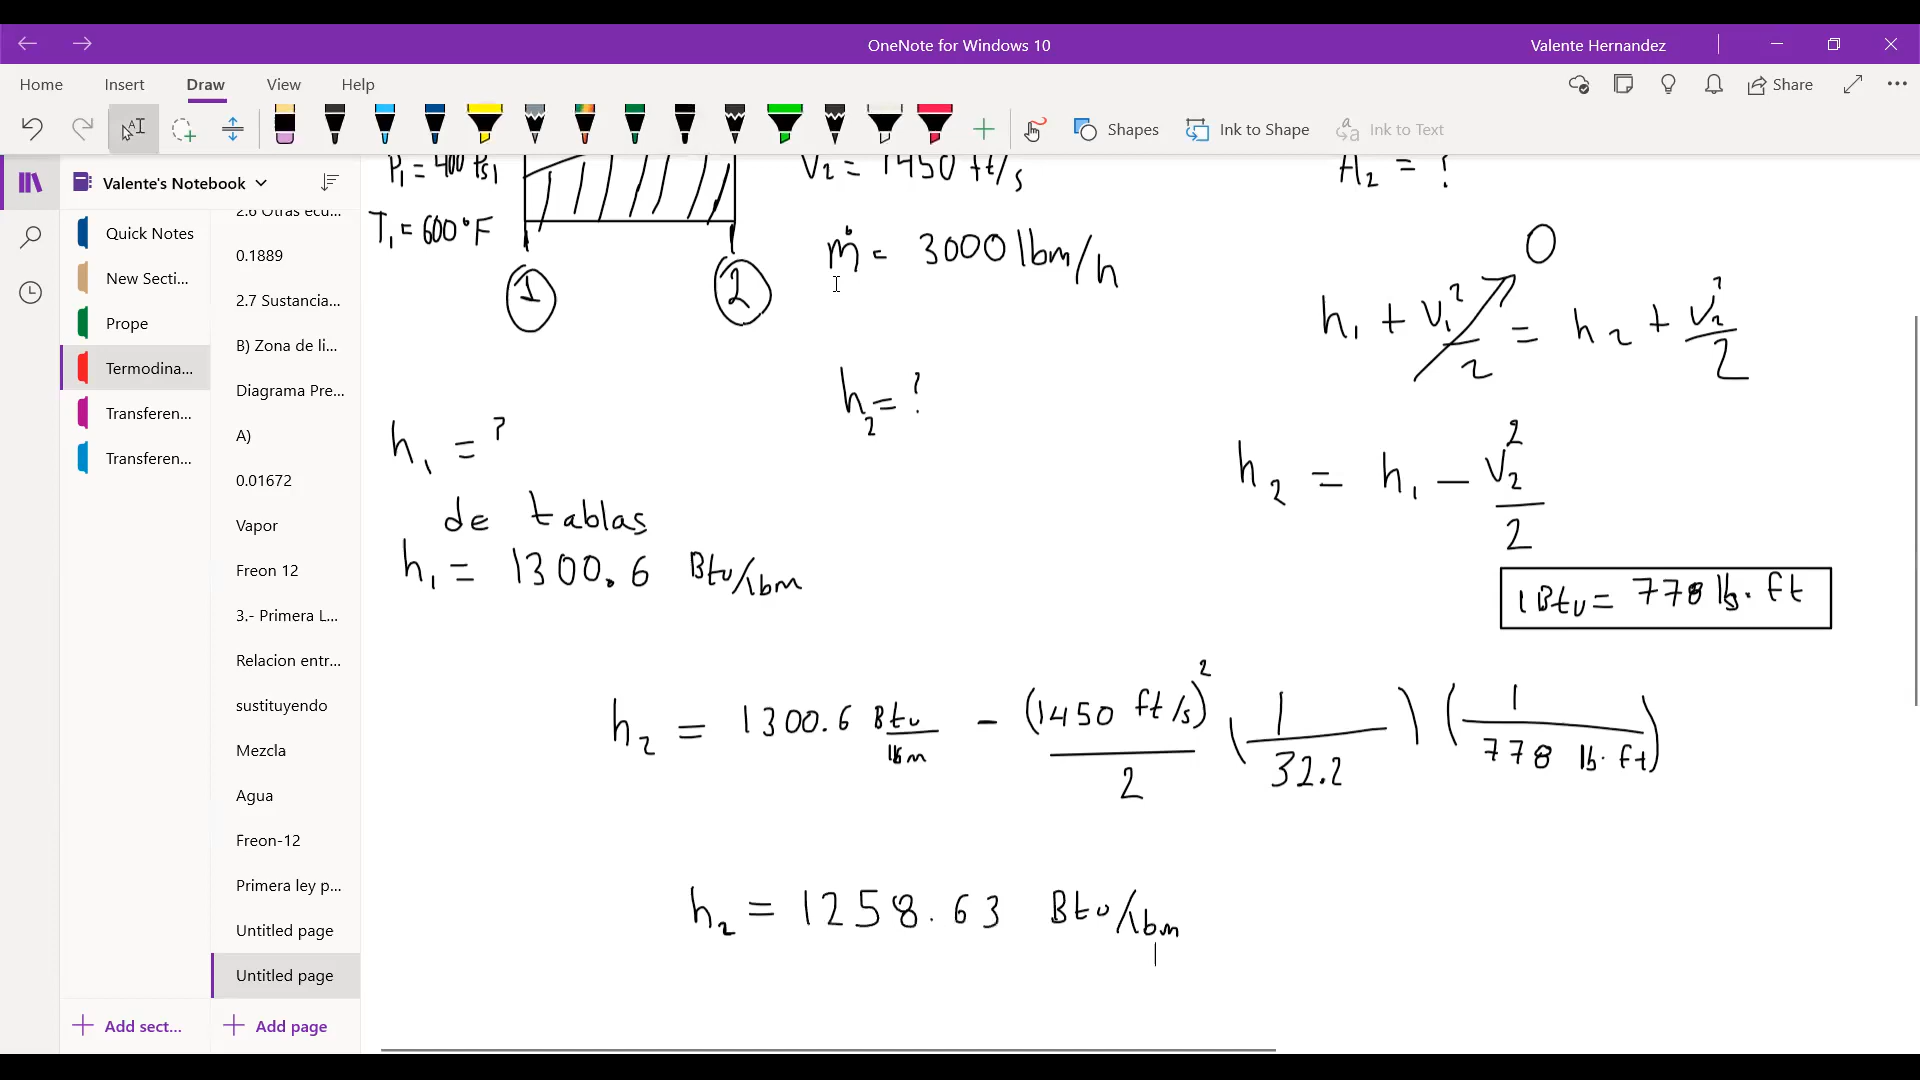 OneNote for Windows 10
Valente Hernandez
Home Insert Draw View Help
Share
Shapes
Ink to Shape
Ink to Text
Valente's Notebook
Quick Notes
New Secti...
Prope
Termodina...
Transferen...
Transferen...
2.6 Otras ecu...
0.1889
2.7 Sustancia...
B) Zona de li...
Diagrama Pre...
A)
0.01672
Vapor
Freon 12
3.- Primera L...
Relacion entr...
sustituyendo
Mezcla
Agua
Freon-12
Primera ley p...
Untitled page
Untitled page
Add sect...
Add page
P₁ = 400 Psi
T₁ = 600°F
1
2
V₂ = 1450 ft/s
ṁ = 3000 lbm/h
A₂ = ?
0
h₁ + V₁²/2 = h₂ + V₂²/2
h₂ = ?
h₁ = ?
h₂ = h₁ - V₂²/2
de tablas
h₁ = 1300.6 Btu/lbm
1 Btu = 778 lb·ft
h₂ = 1300.6 Btu/lbm - (1450 ft/s)²/2 (1/32.2) (1/778 lb·ft)
h₂ = 1258.63 Btu/lbm